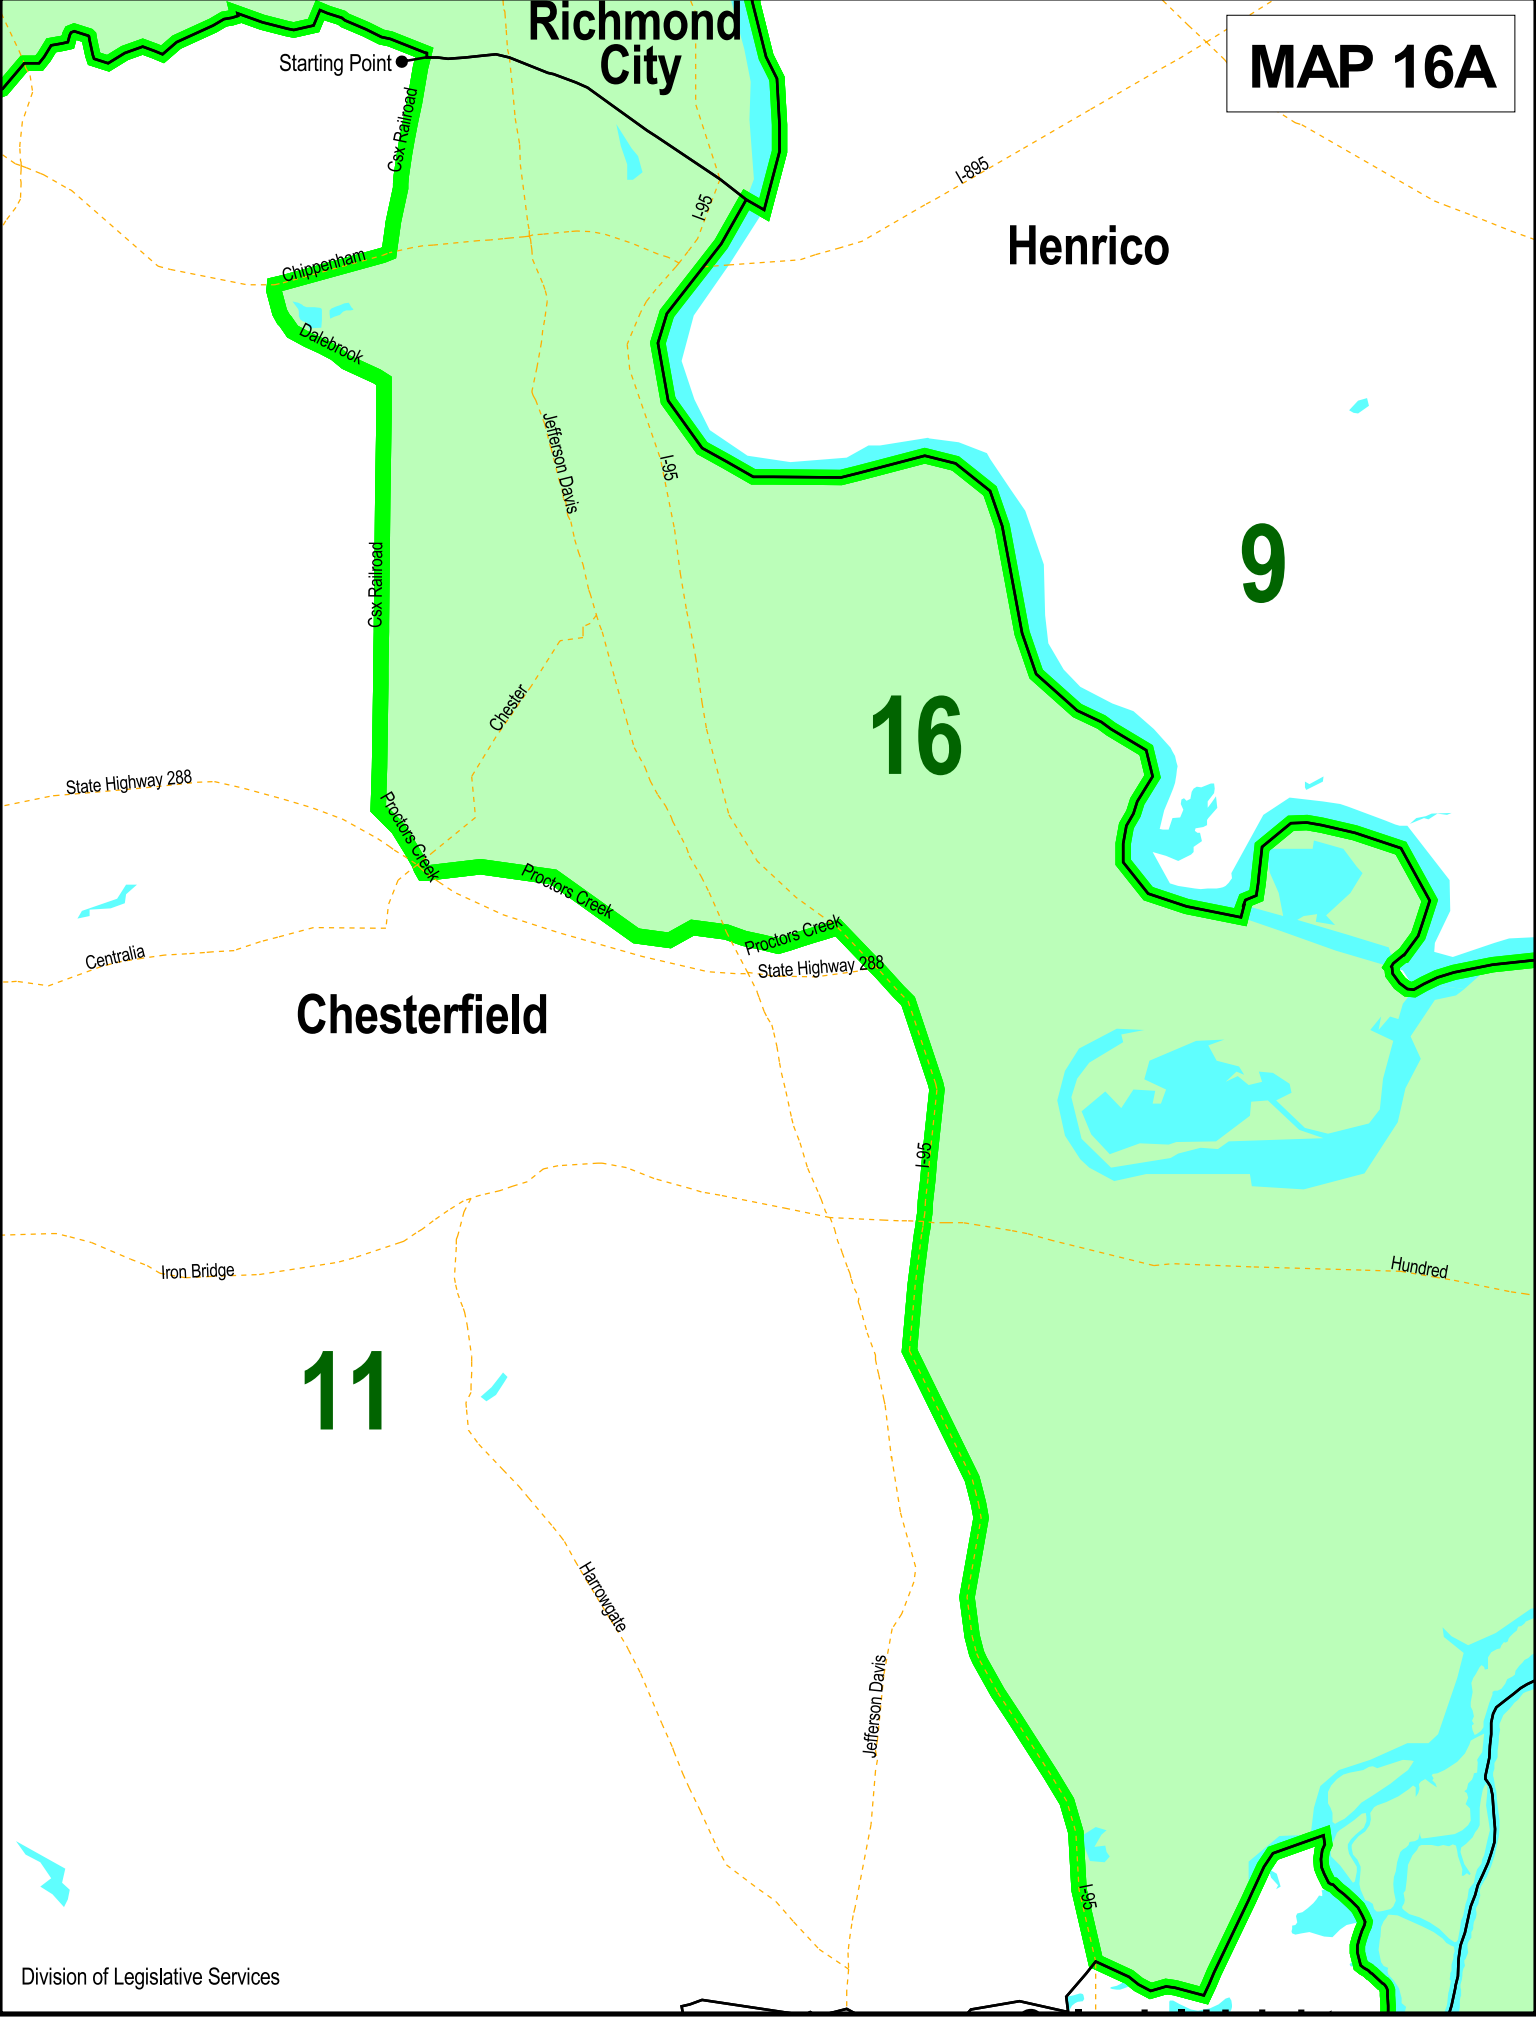 Richmond
City
MAP 16A
Starting Point
Csx Railroad
I-895
I-95
Henrico
Chippenham
Dalebrook
Jefferson Davis
I-95
9
Csx Railroad
Chester
16
State Highway 288
Proctors Creek
Proctors Creek
Proctors Creek
Centralia
State Highway 288
Chesterfield
I-95
Iron Bridge
Hundred
11
Harrowgate
Jefferson Davis
I-95
Division of Legislative Services